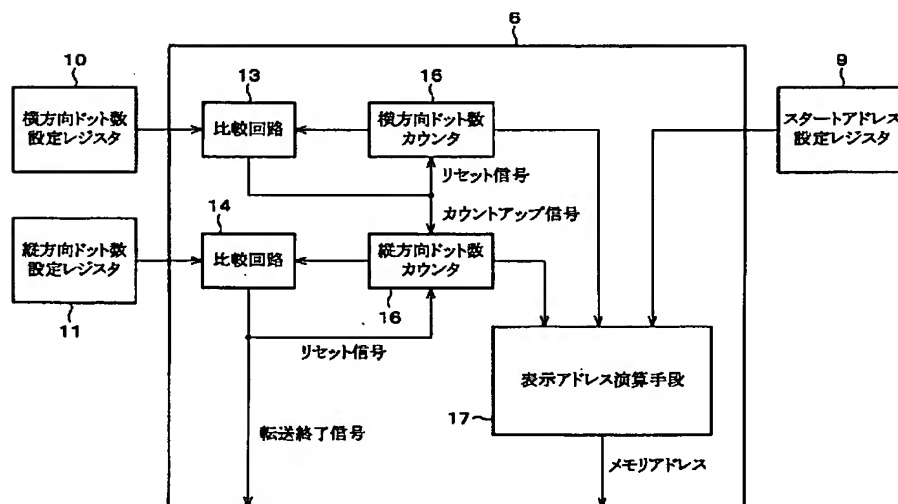 6
10
横方向ドット数
設定レジスタ
13
比較回路
16
横方向ドット数
カウンタ
9
スタートアドレス
設定レジスタ
リセット信号
カウントアップ信号
縦方向ドット数
設定レジスタ
11
14
比較回路
縦方向ドット数
カウンタ
16
リセット信号
表示アドレス演算手段
17
転送終了信号
メモリアドレス